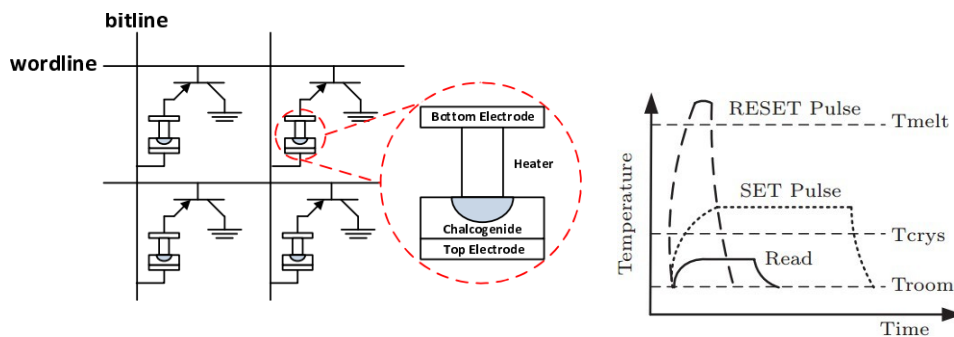 bitline
wordline
Bottom Electrode
Heater
Chalcogenide
Top Electrode
Temperature
RESET Pulse
Tmelt
SET Pulse
Tcrys
Read
Troom
Time